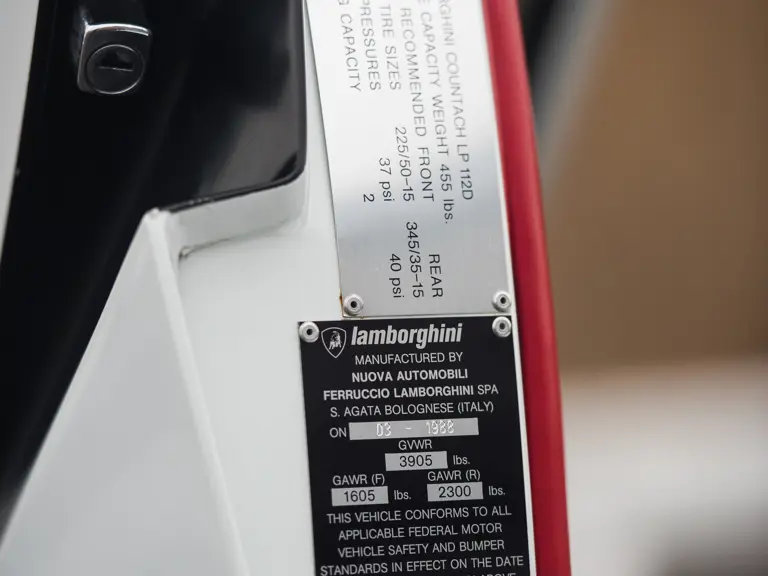 COUNTACH LP 112D
CAPACITY WEIGHT 455 lbs.
RECOMMENDED FRONT REAR
TIRE SIZES 225/50-15 345/35-15
PRESSURES 37 psi 40 psi
CAPACITY 2
lamborghini
MANUFACTURED BY
NUOVA AUTOMOBILI
FERRUCCIO LAMBORGHINI SPA
S. AGATA BOLOGNESE (ITALY)
ON 03 - 1988
GVWR
3905 lbs.
GAWR (F) GAWR (R)
1605 lbs. 2300 lbs.
THIS VEHICLE CONFORMS TO ALL
APPLICABLE FEDERAL MOTOR
VEHICLE SAFETY AND BUMPER
STANDARDS IN EFFECT ON THE DATE